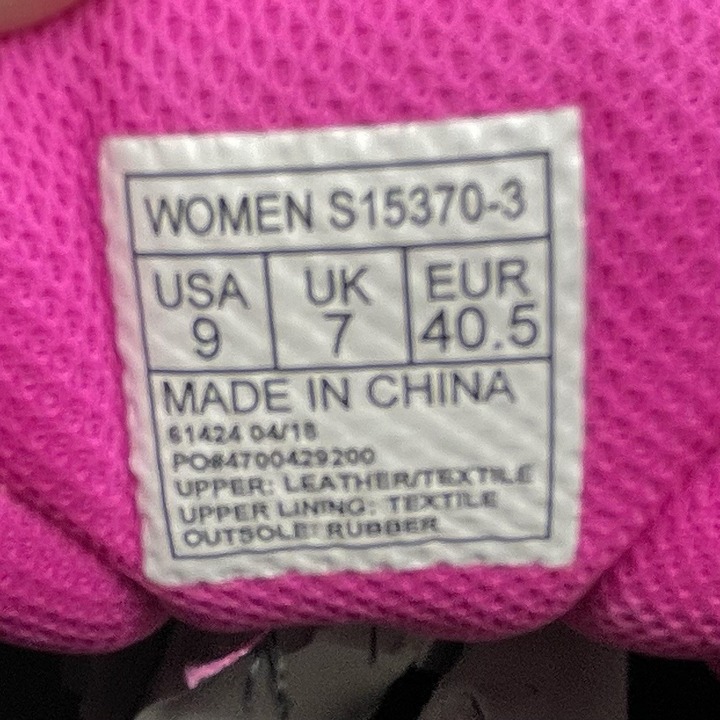 WOMEN S15370-3
USA UK EUR
9 7 40.5
MADE IN CHINA
61424 04/18
PO#4700429200
UPPER: LEATHER/TEXTILE
UPPER LINING: TEXTILE
OUTSOLE: RUBBER